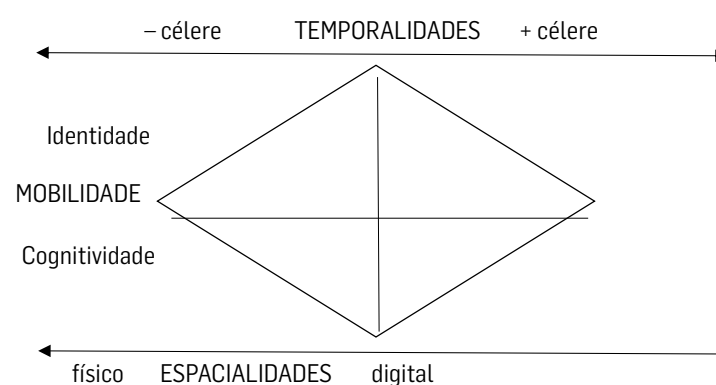 – célere TEMPORALIDADES + célere
Identidade
MOBILIDADE
Cognitividade
físico ESPACIALIDADES digital